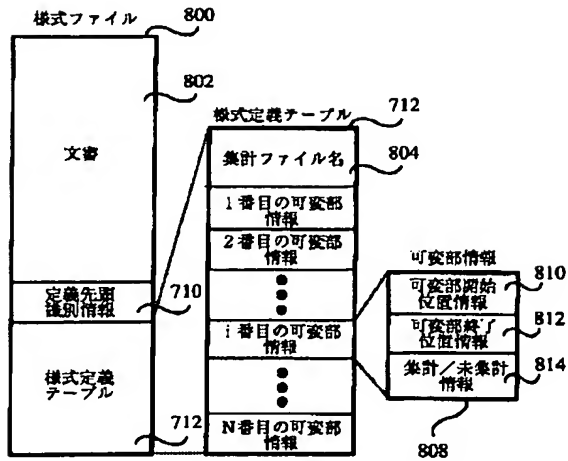 様式ファイル
800
802
文書
定義先頭
識別情報
710
様式定義
テーブル
712
様式定義テーブル
712
集計ファイル名
804
1番目の可変部
情報
2番目の可変部
情報
i番目の可変部
情報
N番目の可変部
情報
可変部情報
可変部開始
位置情報
810
可変部終了
位置情報
812
集計／未集計
情報
814
808